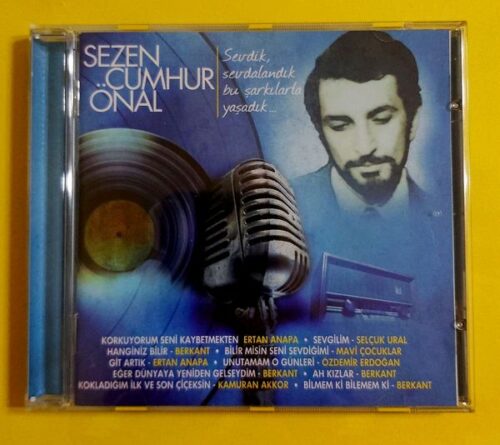 SEZEN
CUMHUR
ÖNAL
Sevdik,
sevdalandık
bu şarkılarla
yaşadık...
KORKUYORUM SENİ KAYBETMEKTEN ERTAN ANAPA • SEVGİLİM - SELÇUK URAL
HANGİNİZ BİLİR - BERKANT • BİLİR MİSİN SENİ SEVDİĞİMİ - MAVİ ÇOCUKLAR
GİT ARTIK - ERTAN ANAPA • UNUTAMAM O GÜNLERİ - ÖZDEMİR ERDOĞAN
EĞER DÜNYAYA YENİDEN GELSEYDİM - BERKANT • AH KIZLAR - BERKANT
KOKLADIĞIM İLK VE SON ÇİÇEKSİN - KAMURAN AKKOR • BİLMEM Kİ BİLEMEM Kİ - BERKANT